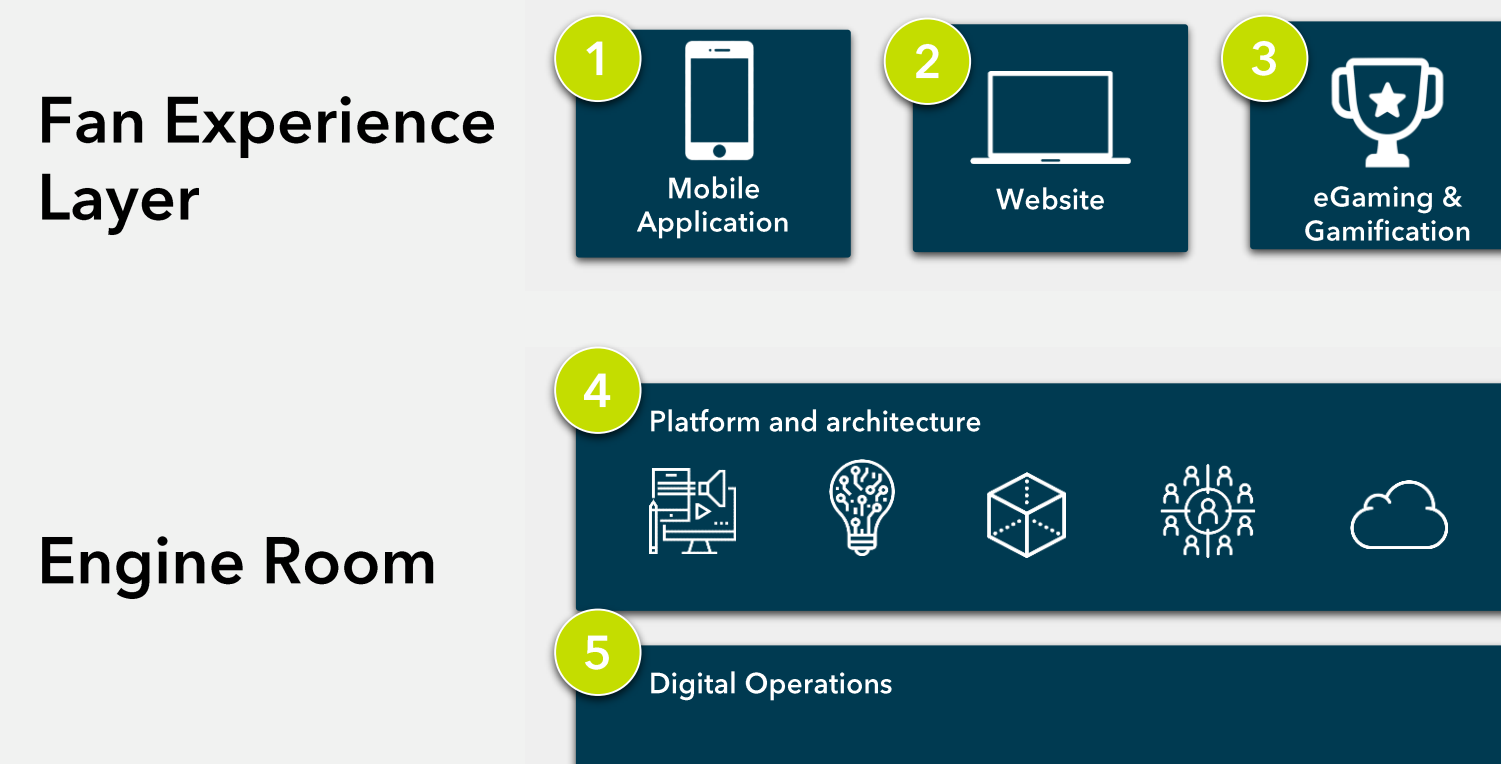 Fan Experience
Layer
1
Mobile
Application
2
Website
3
eGaming &
Gamification
Engine Room
4
Platform and architecture
5
Digital Operations